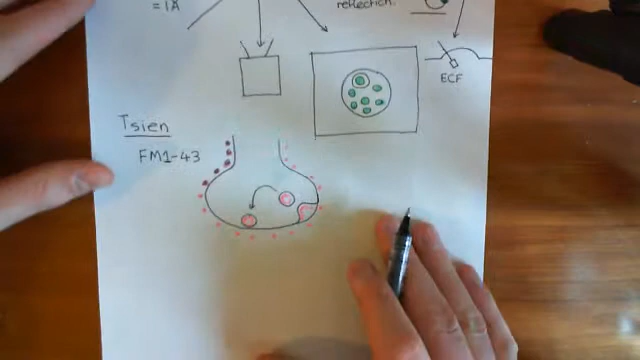 = 1A
reflection.
ECF
Tsien
FM1-43